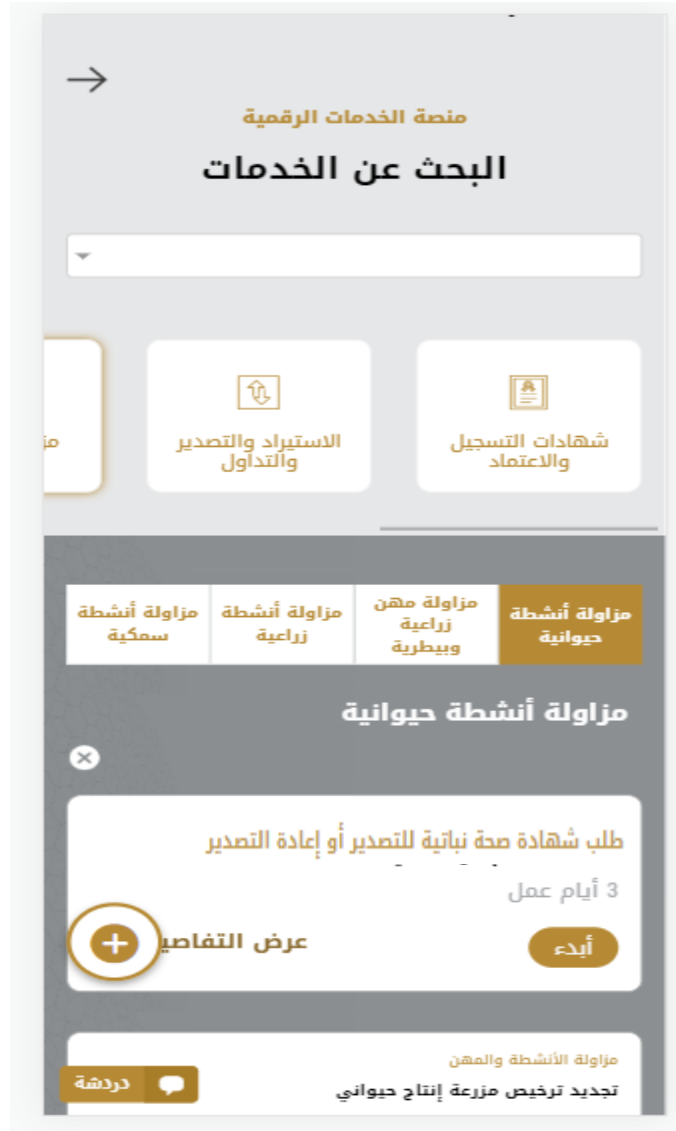 منصة الخدمات الرقمية
البحث عن الخدمات
شهادات التسجيل
والاعتماد
الاستيراد والتصدير
والتداول
مزاولة أنشطة
حيوانية
مزاولة مهن
زراعية
وبيطرية
مزاولة أنشطة
زراعية
مزاولة أنشطة
سمكية
مزاولة أنشطة حيوانية
طلب شهادة صحة نباتية للتصدير أو إعادة التصدير
3 أيام عمل
أبدء
عرض التفاصي
مزاولة الأنشطة والمهن
تجديد ترخيص مزرعة إنتاج حيواني
دردشة